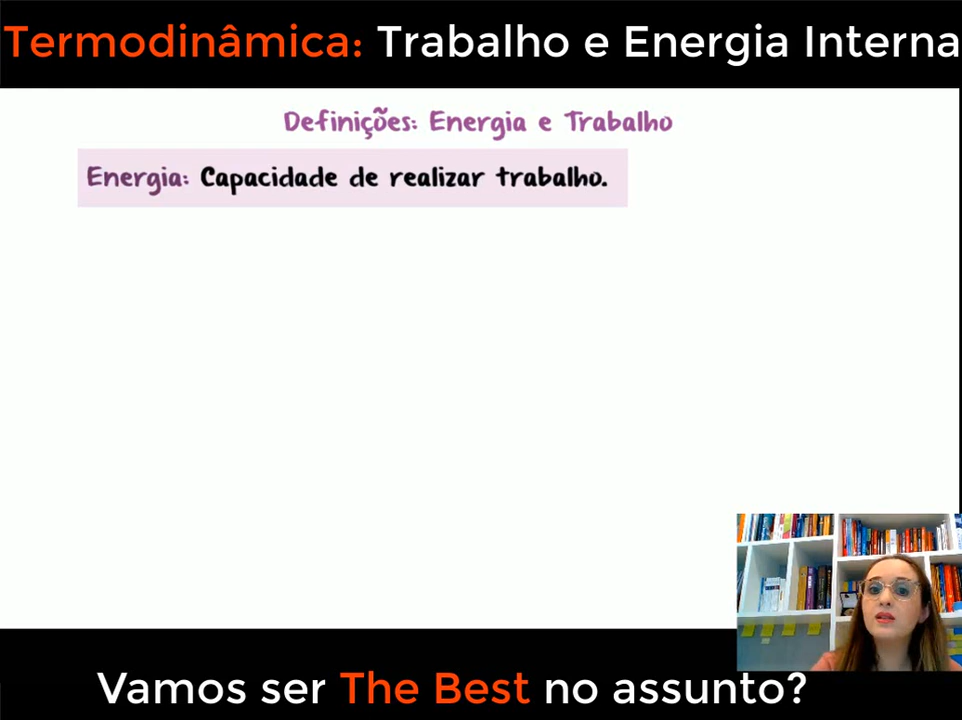 Termodinâmica: Trabalho e Energia Interna
Definições: Energia e Trabalho
Energia: Capacidade de realizar trabalho.
Vamos ser The Best no assunto?